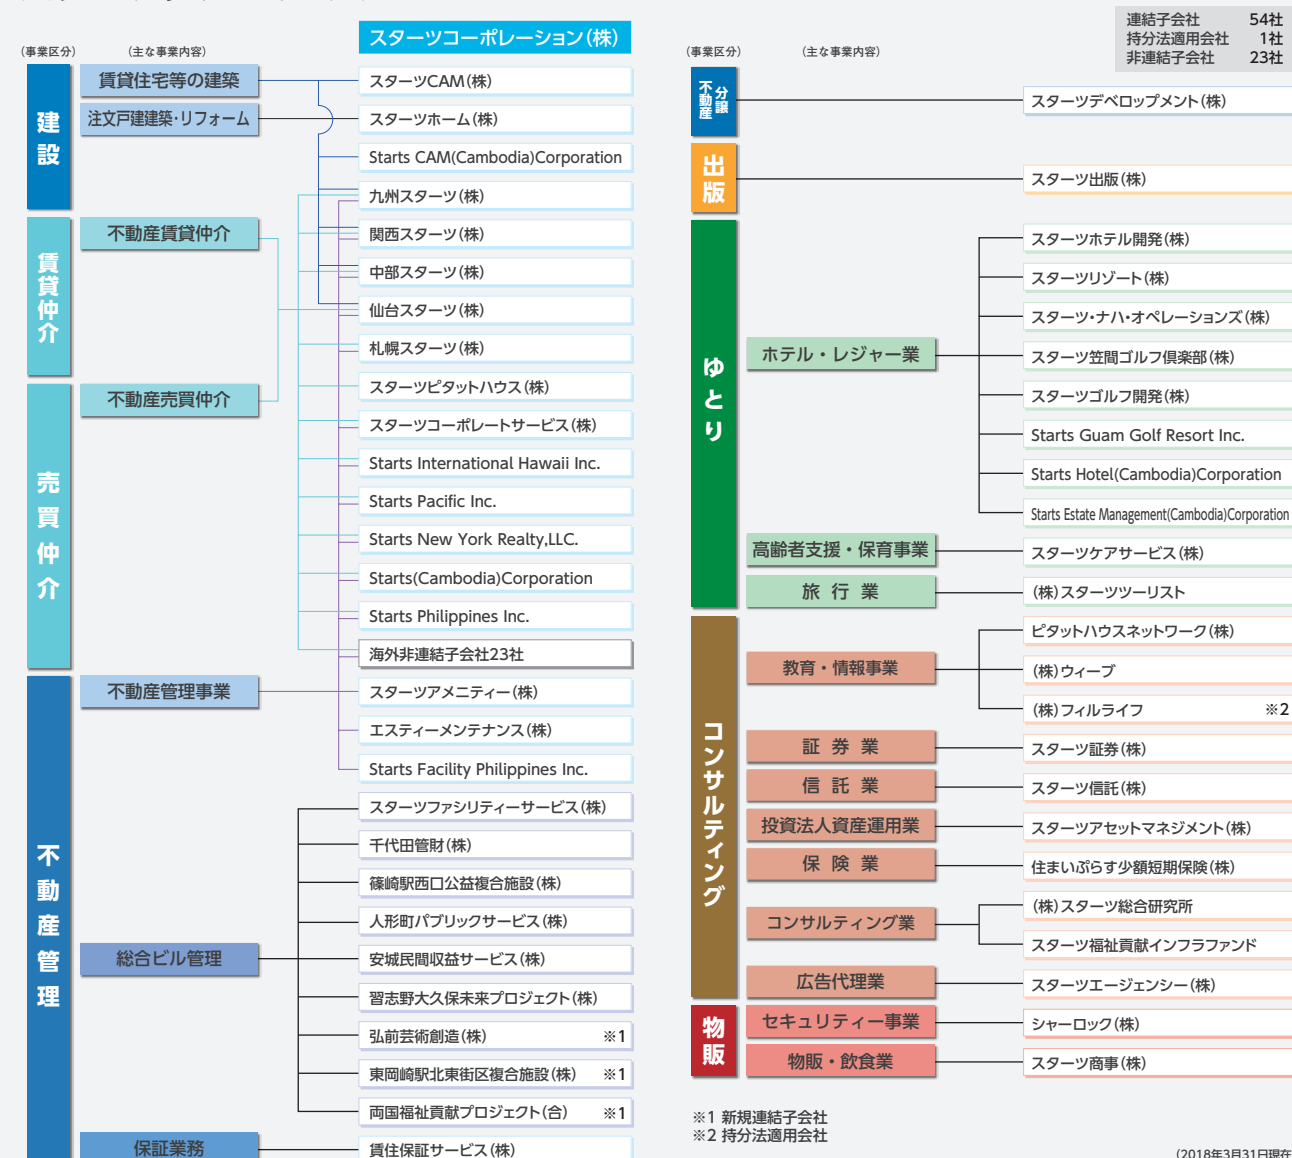 連結子会社 54社
持分法適用会社 1社
非連結子会社 23社
スターツコーポレーション(株)
(事業区分) (主な事業内容)
建設
賃貸住宅等の建築
注文戸建建築・リフォーム
賃貸仲介
不動産賃貸仲介
売買仲介
不動産売買仲介
不動産管理
不動産管理事業
総合ビル管理
保証業務
スターツCAM(株)
スターツホーム(株)
Starts CAM(Cambodia)Corporation
九州スターツ(株)
関西スターツ(株)
中部スターツ(株)
仙台スターツ(株)
札幌スターツ(株)
スターツピタットハウス(株)
スターツコーポレートサービス(株)
Starts International Hawaii Inc.
Starts Pacific Inc.
Starts New York Realty,LLC.
Starts(Cambodia)Corporation
Starts Philippines Inc.
海外非連結子会社23社
スターツアメニティー(株)
エスティーメンテナンス(株)
Starts Facility Philippines Inc.
スターツファシリティーサービス(株)
千代田管財(株)
篠崎駅西口公益複合施設(株)
人形町パブリックサービス(株)
安城民間収益サービス(株)
習志野大久保未来プロジェクト(株)
弘前芸術創造(株) ※1
東岡崎駅北東街区複合施設(株) ※1
両国福祉貢献プロジェクト(合) ※1
賃住保証サービス(株)
(事業区分) (主な事業内容)
分譲不動産
スターツデベロップメント(株)
出版
スターツ出版(株)
ゆとり
ホテル・レジャー業
スターツホテル開発(株)
スターツリゾート(株)
スターツ・ナハ・オペレーションズ(株)
スターツ笠間ゴルフ倶楽部(株)
スターツゴルフ開発(株)
Starts Guam Golf Resort Inc.
Starts Hotel(Cambodia)Corporation
Starts Estate Management(Cambodia)Corporation
高齢者支援・保育事業
スターツケアサービス(株)
旅行業
(株)スターツツーリスト
コンサルティング
教育・情報事業
ピタットハウスネットワーク(株)
(株)ウィーブ
(株)フィルライフ ※2
証券業
スターツ証券(株)
信託業
スターツ信託(株)
投資法人資産運用業
スターツアセットマネジメント(株)
保険業
住まいぷらす少額短期保険(株)
コンサルティング業
(株)スターツ総合研究所
スターツ福祉貢献インフラファンド
広告代理業
スターツエージェンシー(株)
物販
セキュリティー事業
シャーロック(株)
物販・飲食業
スターツ商事(株)
※1 新規連結子会社
※2 持分法適用会社
(2018年3月31日現在